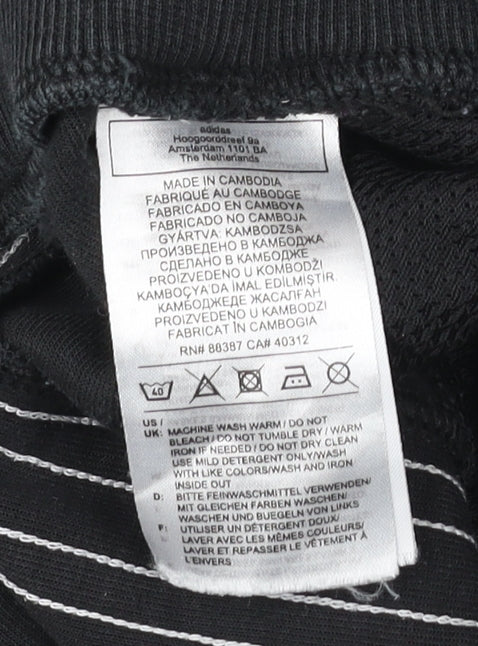 adidas
Hoogoorddreef 9a
Amsterdam 1101 BA
The Netherlands
MADE IN CAMBODIA
FABRIQUÉ AU CAMBODGE
FABRICADO EN CAMBOYA
FABRICADO NO CAMBOJA
GYÁRTVA: KAMBODZSA
ПРОИЗВЕДЕНО В КАМБОДЖА
СДЕЛАНО В КАМБОДЖЕ
PROIZVEDENO U KOMBODŽI
KAMBOÇYA'DA IMAL EDILMIŞTIR.
КАМБОДЖЕДЕ ЖАСАЛҒАН
PROIZVEDENO U KAMBODZI
FABRICAT ÎN CAMBOGIA
RN# 88387 CA# 40312
40
US /
UK: MACHINE WASH WARM / DO NOT
BLEACH / DO NOT TUMBLE DRY / WARM
IRON IF NEEDED / DO NOT DRY CLEAN
USE MILD DETERGENT ONLY/WASH
WITH LIKE COLORS/WASH AND IRON
INSIDE OUT
D: BITTE FEINWASCHMITTEL VERWENDEN/
MIT GLEICHEN FARBEN WASCHEN/
WASCHEN UND BUEGELN VON LINKS
F: UTILISER UN DÉTERGENT DOUX/
LAVER AVEC LES MÊMES COULEURS/
LAVER ET REPASSER LE VÊTEMENT À
L'ENVERS